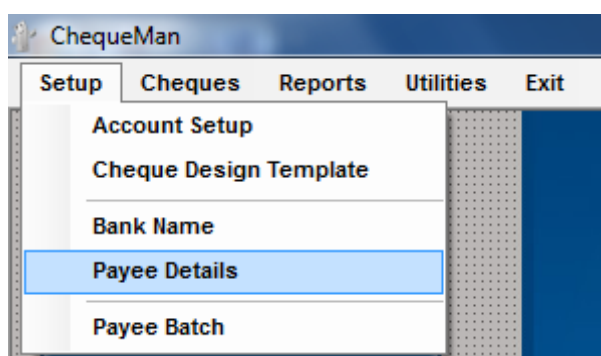 ChequeMan
Setup Cheques Reports Utilities Exit
Account Setup
Cheque Design Template
Bank Name
Payee Details
Payee Batch